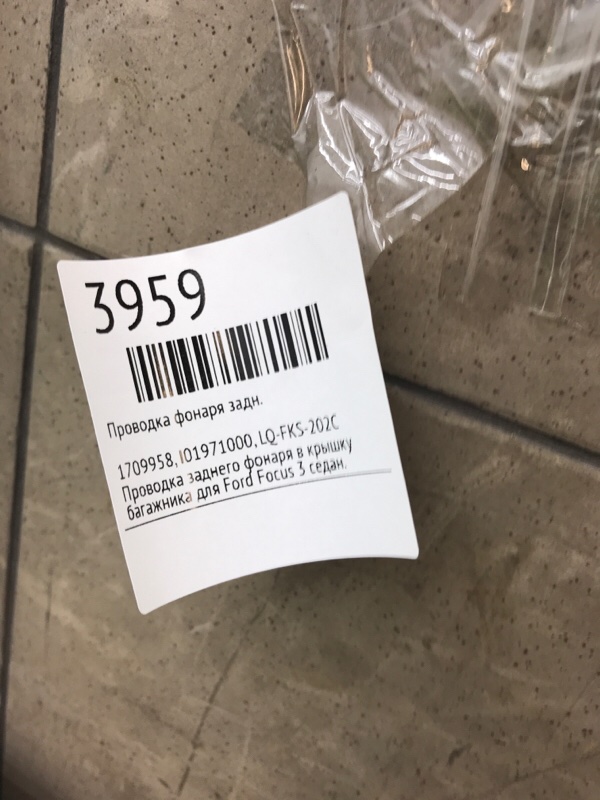 3959
Проводка фонаря задн.
1709958, I01971000, LQ-FKS-202C
Проводка заднего фонаря в крышку
багажника для Ford Focus 3 седан.